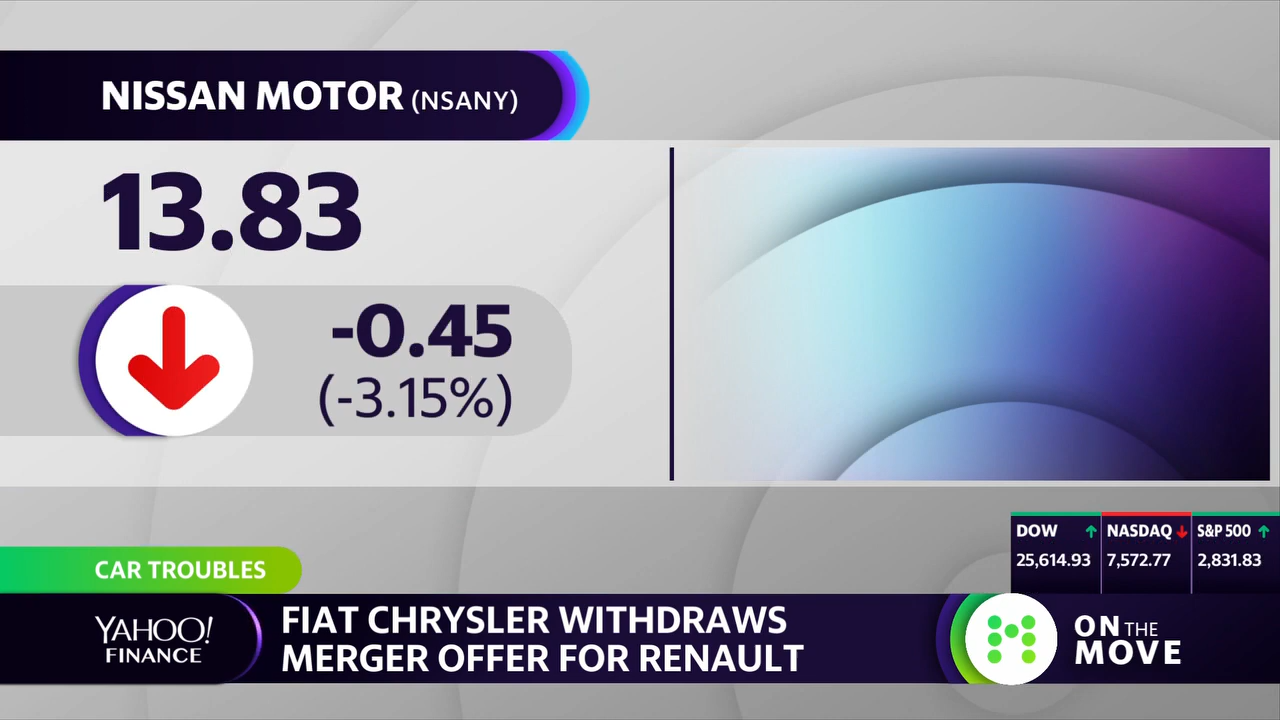 NISSAN MOTOR (NSANY)
13.83
-0.45
(-3.15%)
DOW
25,614.93
NASDAQ
7,572.77
S&P 500
2,831.83
CAR TROUBLES
YAHOO!
FINANCE
FIAT CHRYSLER WITHDRAWS
MERGER OFFER FOR RENAULT
ON THE
MOVE